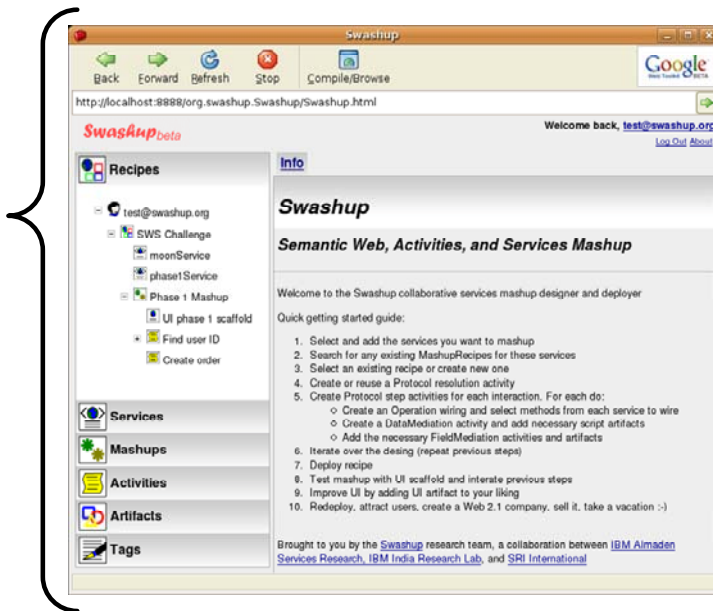 Swashup
Back Forward Refresh Stop Compile/Browse
Google
BETA
http://localhost:8888/org.swashup.Swashup/Swashup.html
Swashup beta
Welcome back, test@swashup.org
Log Out About
Recipes
test@swashup.org
SWS Challenge
moonService
phase1Service
Phase 1 Mashup
UI phase 1 scaffold
Find user ID
Create order
Services
Mashups
Activities
Artifacts
Tags
Info
Swashup
Semantic Web, Activities, and Services Mashup
Welcome to the Swashup collaborative services mashup designer and deployer
Quick getting started guide:
1. Select and add the services you want to mashup
2. Search for any existing MashupRecipes for these services
3. Select an existing recipe or create new one
4. Create or reuse a Protocol resolution activity
5. Create Protocol step activities for each interaction. For each do:
Create an Operation wiring and select methods from each service to wire
Create a DataMediation activity and add necessary script artifacts
Add the necessary FieldMediation activities and artifacts
6. Iterate over the desing (repeat previous steps)
7. Deploy recipe
8. Test mashup with UI scaffold and interate previous steps
9. Improve UI by adding UI artifact to your liking
10. Redeploy, attract users, create a Web 2.1 company, sell it, take a vacation :-)
Brought to you by the Swashup research team, a collaboration between IBM Almaden
Services Research, IBM India Research Lab, and SRI International